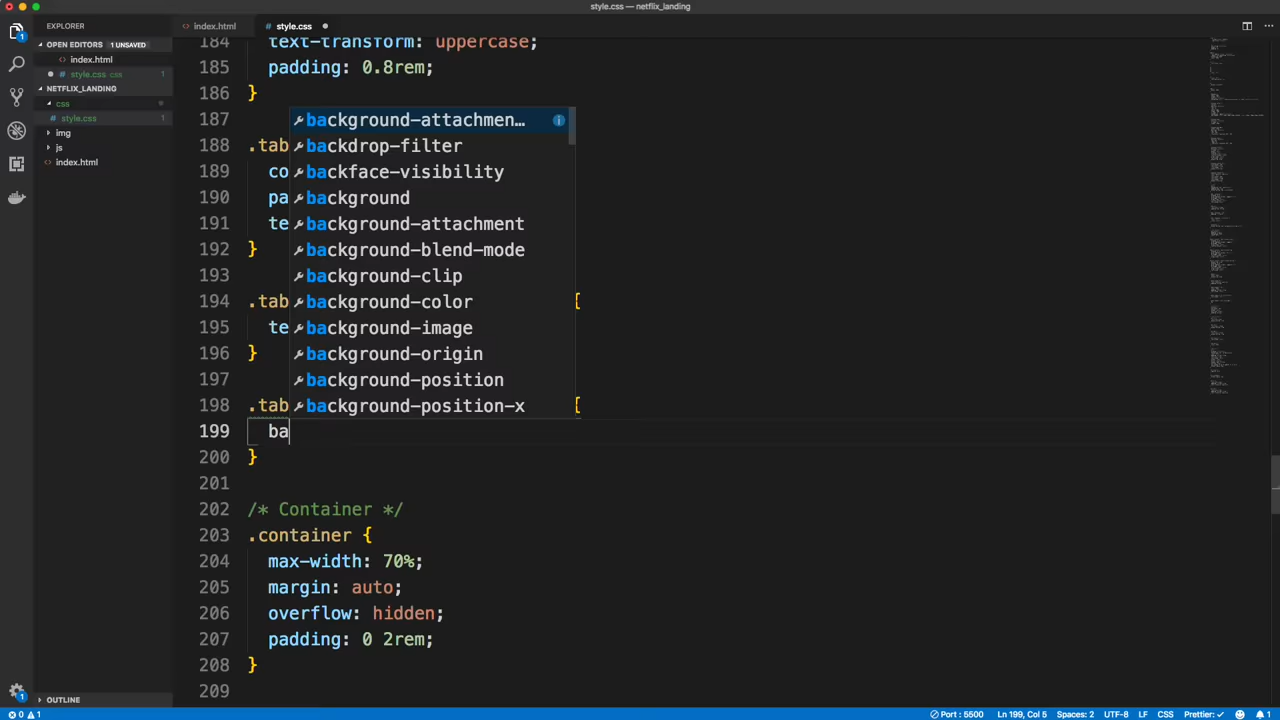 style.css — netflix_landing
EXPLORER
index.html
style.css
OPEN EDITORS 1 UNSAVED
index.html
style.css css 1
NETFLIX_LANDING
css
style.css 1
img
js
index.html
OUTLINE
184 text-transform: uppercase;
185 padding: 0.8rem;
186 }
187
188 .tab
189 co
190 pa
191 te
192 }
193
194 .tab {
195 te
196 }
197
198 .tab {
199 ba
200 }
201
202 /* Container */
203 .container {
204 max-width: 70%;
205 margin: auto;
206 overflow: hidden;
207 padding: 0 2rem;
208 }
209
background-attachmen…
backdrop-filter
backface-visibility
background
background-attachment
background-blend-mode
background-clip
background-color
background-image
background-origin
background-position
background-position-x
0 1 Port : 5500 Ln 199, Col 5 Spaces: 2 UTF-8 LF CSS Prettier: ✓ 1